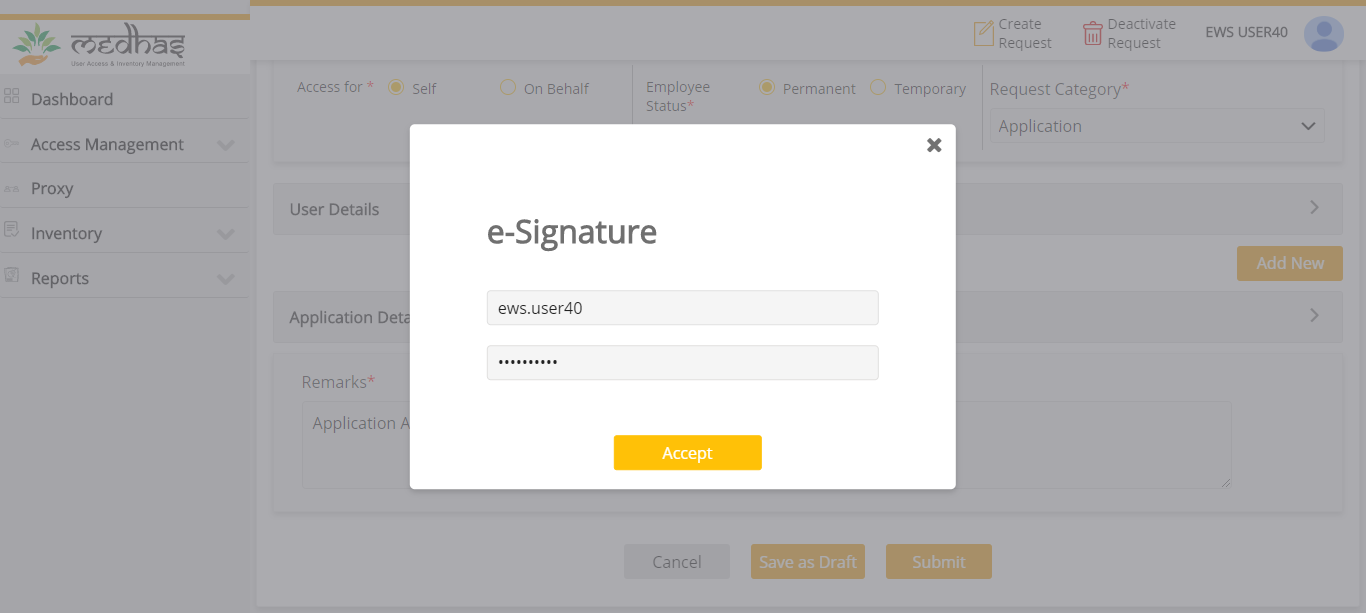 medhas
User Access & Inventory Management
Create
Request
Deactivate
Request
EWS USER40
Dashboard
Access Management
Proxy
Inventory
Reports
Access for *
Self
On Behalf
Employee
Status*
Permanent
Temporary
Request Category*
Application
User Details
Add New
Application Deta
Remarks*
Application A
e-Signature
ews.user40
••••••••••
Accept
Cancel
Save as Draft
Submit